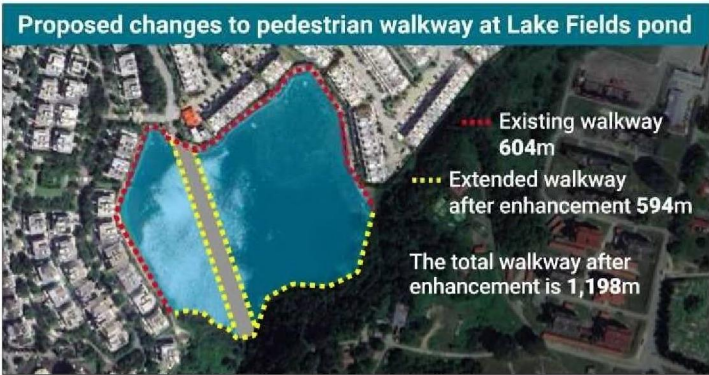 Proposed changes to pedestrian walkway at Lake Fields pond
Existing walkway
604m
Extended walkway
after enhancement 594m
The total walkway after
enhancement is 1,198m